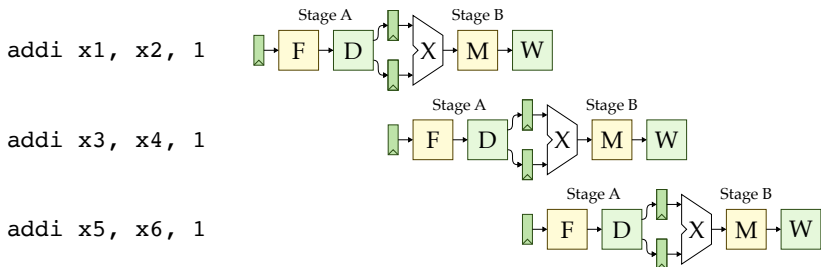 Stage A Stage B
addi x1, x2, 1 F D X M W
Stage A Stage B
addi x3, x4, 1 F D X M W
Stage A Stage B
addi x5, x6, 1 F D X M W